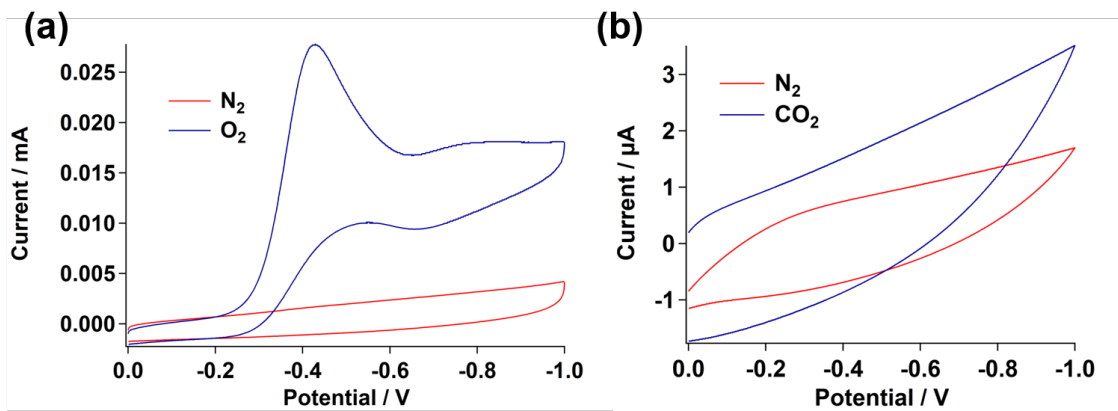 (a)
Current / mA
0.025
0.020
0.015
0.010
0.005
0.000
N₂
O₂
0.0 -0.2 -0.4 -0.6 -0.8 -1.0
Potential / V
(b)
Current / µA
3
2
1
0
-1
N₂
CO₂
0.0 -0.2 -0.4 -0.6 -0.8 -1.0
Potential / V